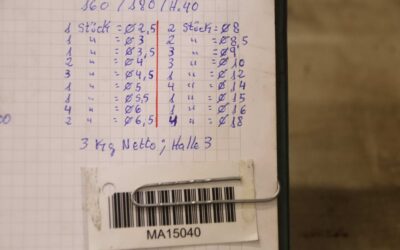 160 / 180 / H.40
1 Stück = Ø 2,5 2 Stück = Ø 8
1 " = Ø 3 2 " = Ø 8,5
1 " = Ø 3,5 3 " = Ø 9
2 " = Ø 4 3 " = Ø 10
3 " = Ø 4,5 1 " = Ø 12
1 " = Ø 5 2 " = Ø 14
1 " = Ø 5,5 1 " = Ø 15
4 " = Ø 6 1 " = Ø 16
2 " = Ø 6,5 4 " = Ø 18
3 Kg Netto ; Halle 3
MA15040